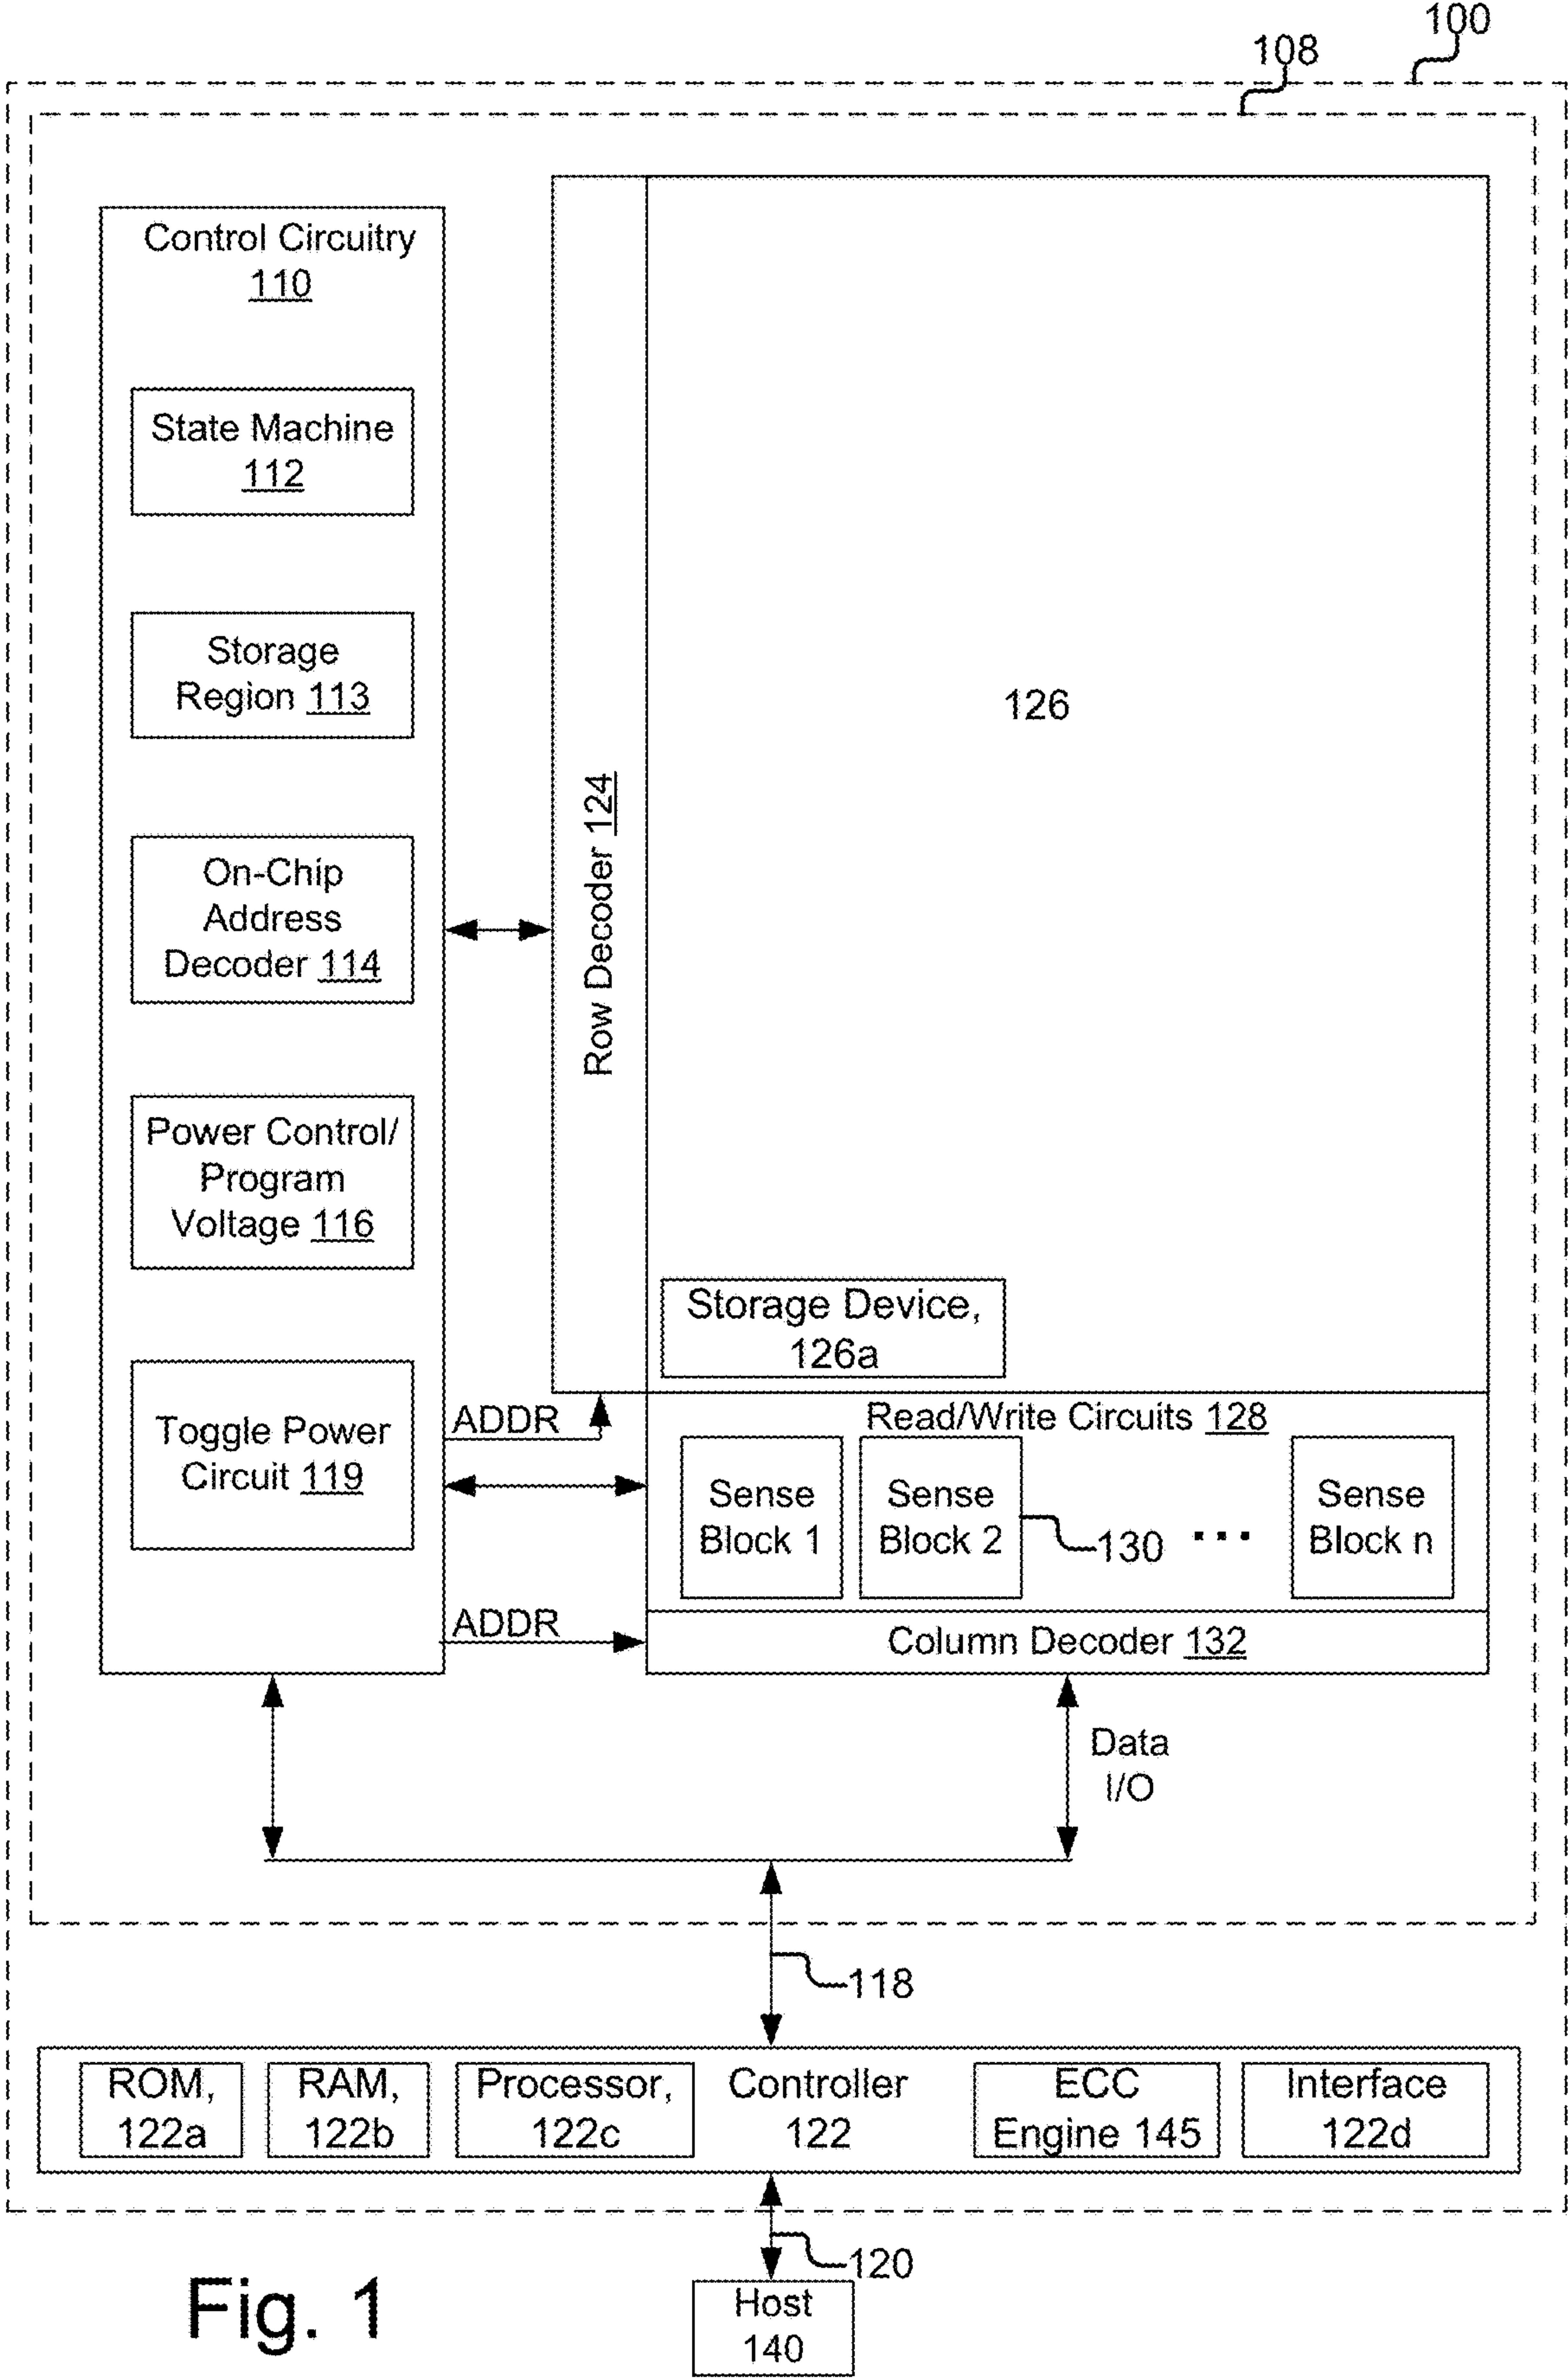 100
108
Control Circuitry
110
State Machine
112
Storage
Region 113
On-Chip
Address
Decoder 114
Power Control/
Program
Voltage 116
Toggle Power
Circuit 119
Row Decoder 124
126
Storage Device,
126a
ADDR
Read/Write Circuits 128
Sense
Block 1
Sense
Block 2
130
...
Sense
Block n
ADDR
Column Decoder 132
Data
I/O
118
ROM,
122a
RAM,
122b
Processor,
122c
Controller
122
ECC
Engine 145
Interface
122d
120
Host
140
Fig. 1